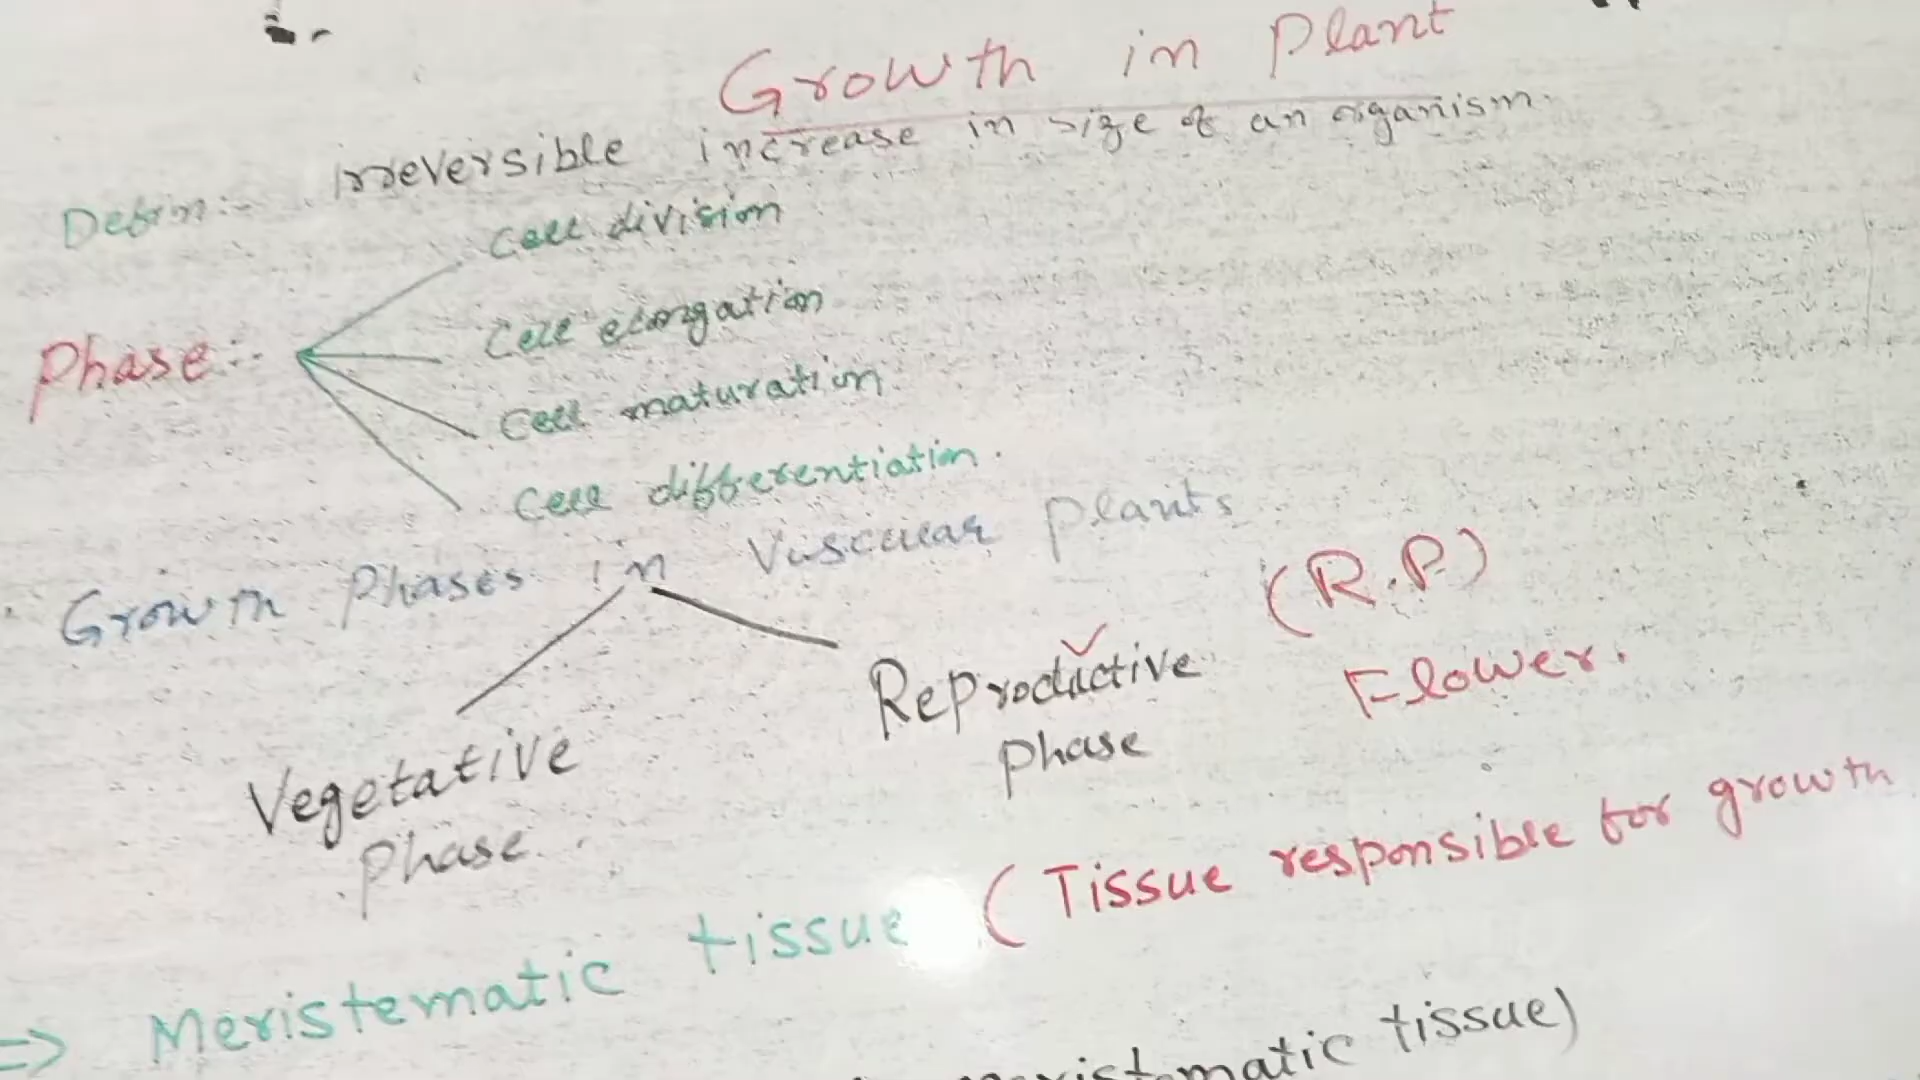 Growth in Plant
Defin:- irreversible increase in size of an organism.
Phase:-
Cell division
Cell elongation
Cell maturation
Cell differentiation.
Growth Phases in Vascular plants
Vegetative phase
Reproductive phase
(R.P)
Flower.
=> Meristematic tissue (Tissue responsible for growth
Meristematic tissue)